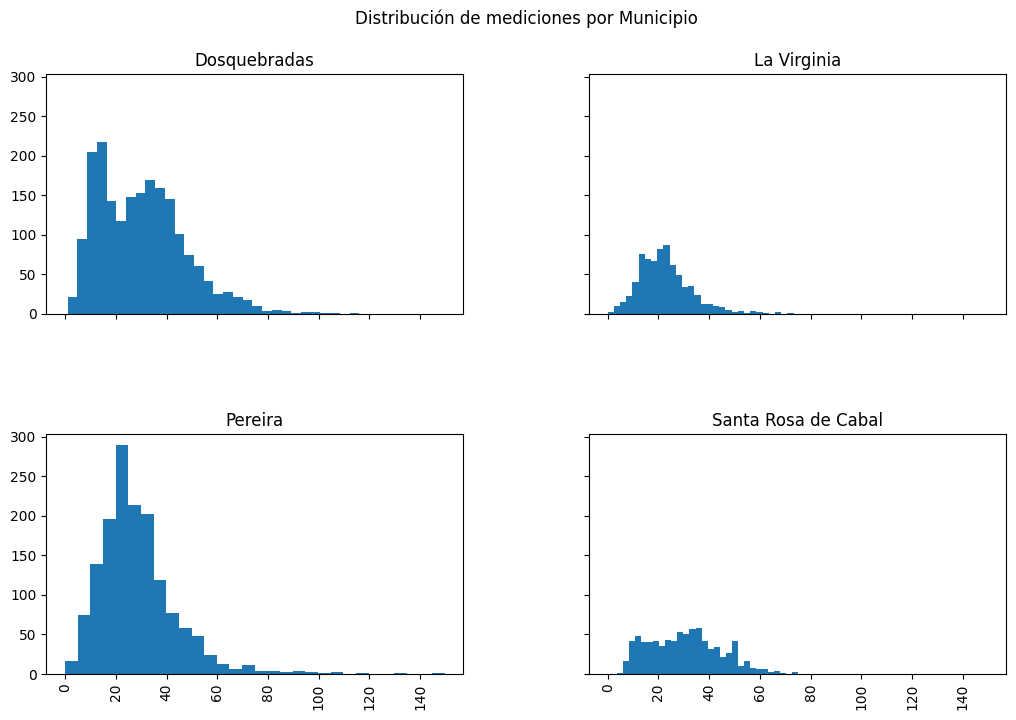 Distribución de mediciones por Municipio
Dosquebradas
La Virginia
300
250
200
150
100
50
0
Pereira
Santa Rosa de Cabal
300
250
200
150
100
50
0
0 20 40 60 80 100 120 140
0 20 40 60 80 100 120 140